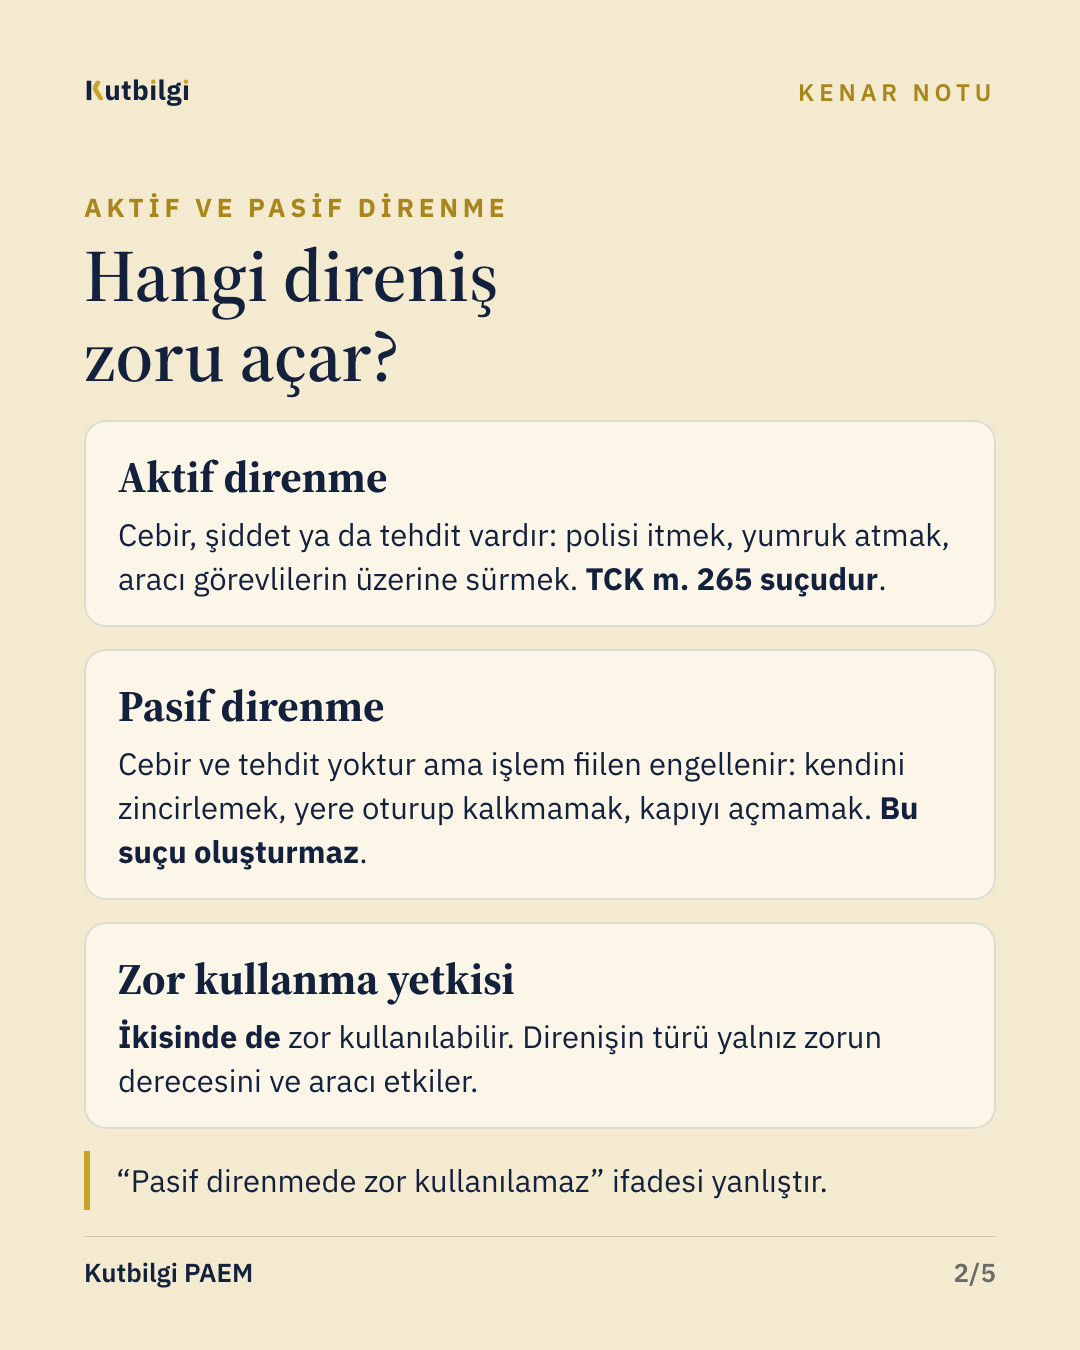 Kutbilgi
KENAR NOTU
AKTİF VE PASİF DİRENME
Hangi direniş
zoru açar?
Aktif direnme
Cebir, şiddet ya da tehdit vardır: polisi itmek, yumruk atmak,
aracı görevlilerin üzerine sürmek. TCK m. 265 suçudur.
Pasif direnme
Cebir ve tehdit yoktur ama işlem fiilen engellenir: kendini
zincirlemek, yere oturup kalkmamak, kapıyı açmamak. Bu
suçu oluşturmaz.
Zor kullanma yetkisi
İkisinde de zor kullanılabilir. Direnişin türü yalnız zorun
derecesini ve aracı etkiler.
“Pasif direnmede zor kullanılamaz” ifadesi yanlıştır.
Kutbilgi PAEM
2/5